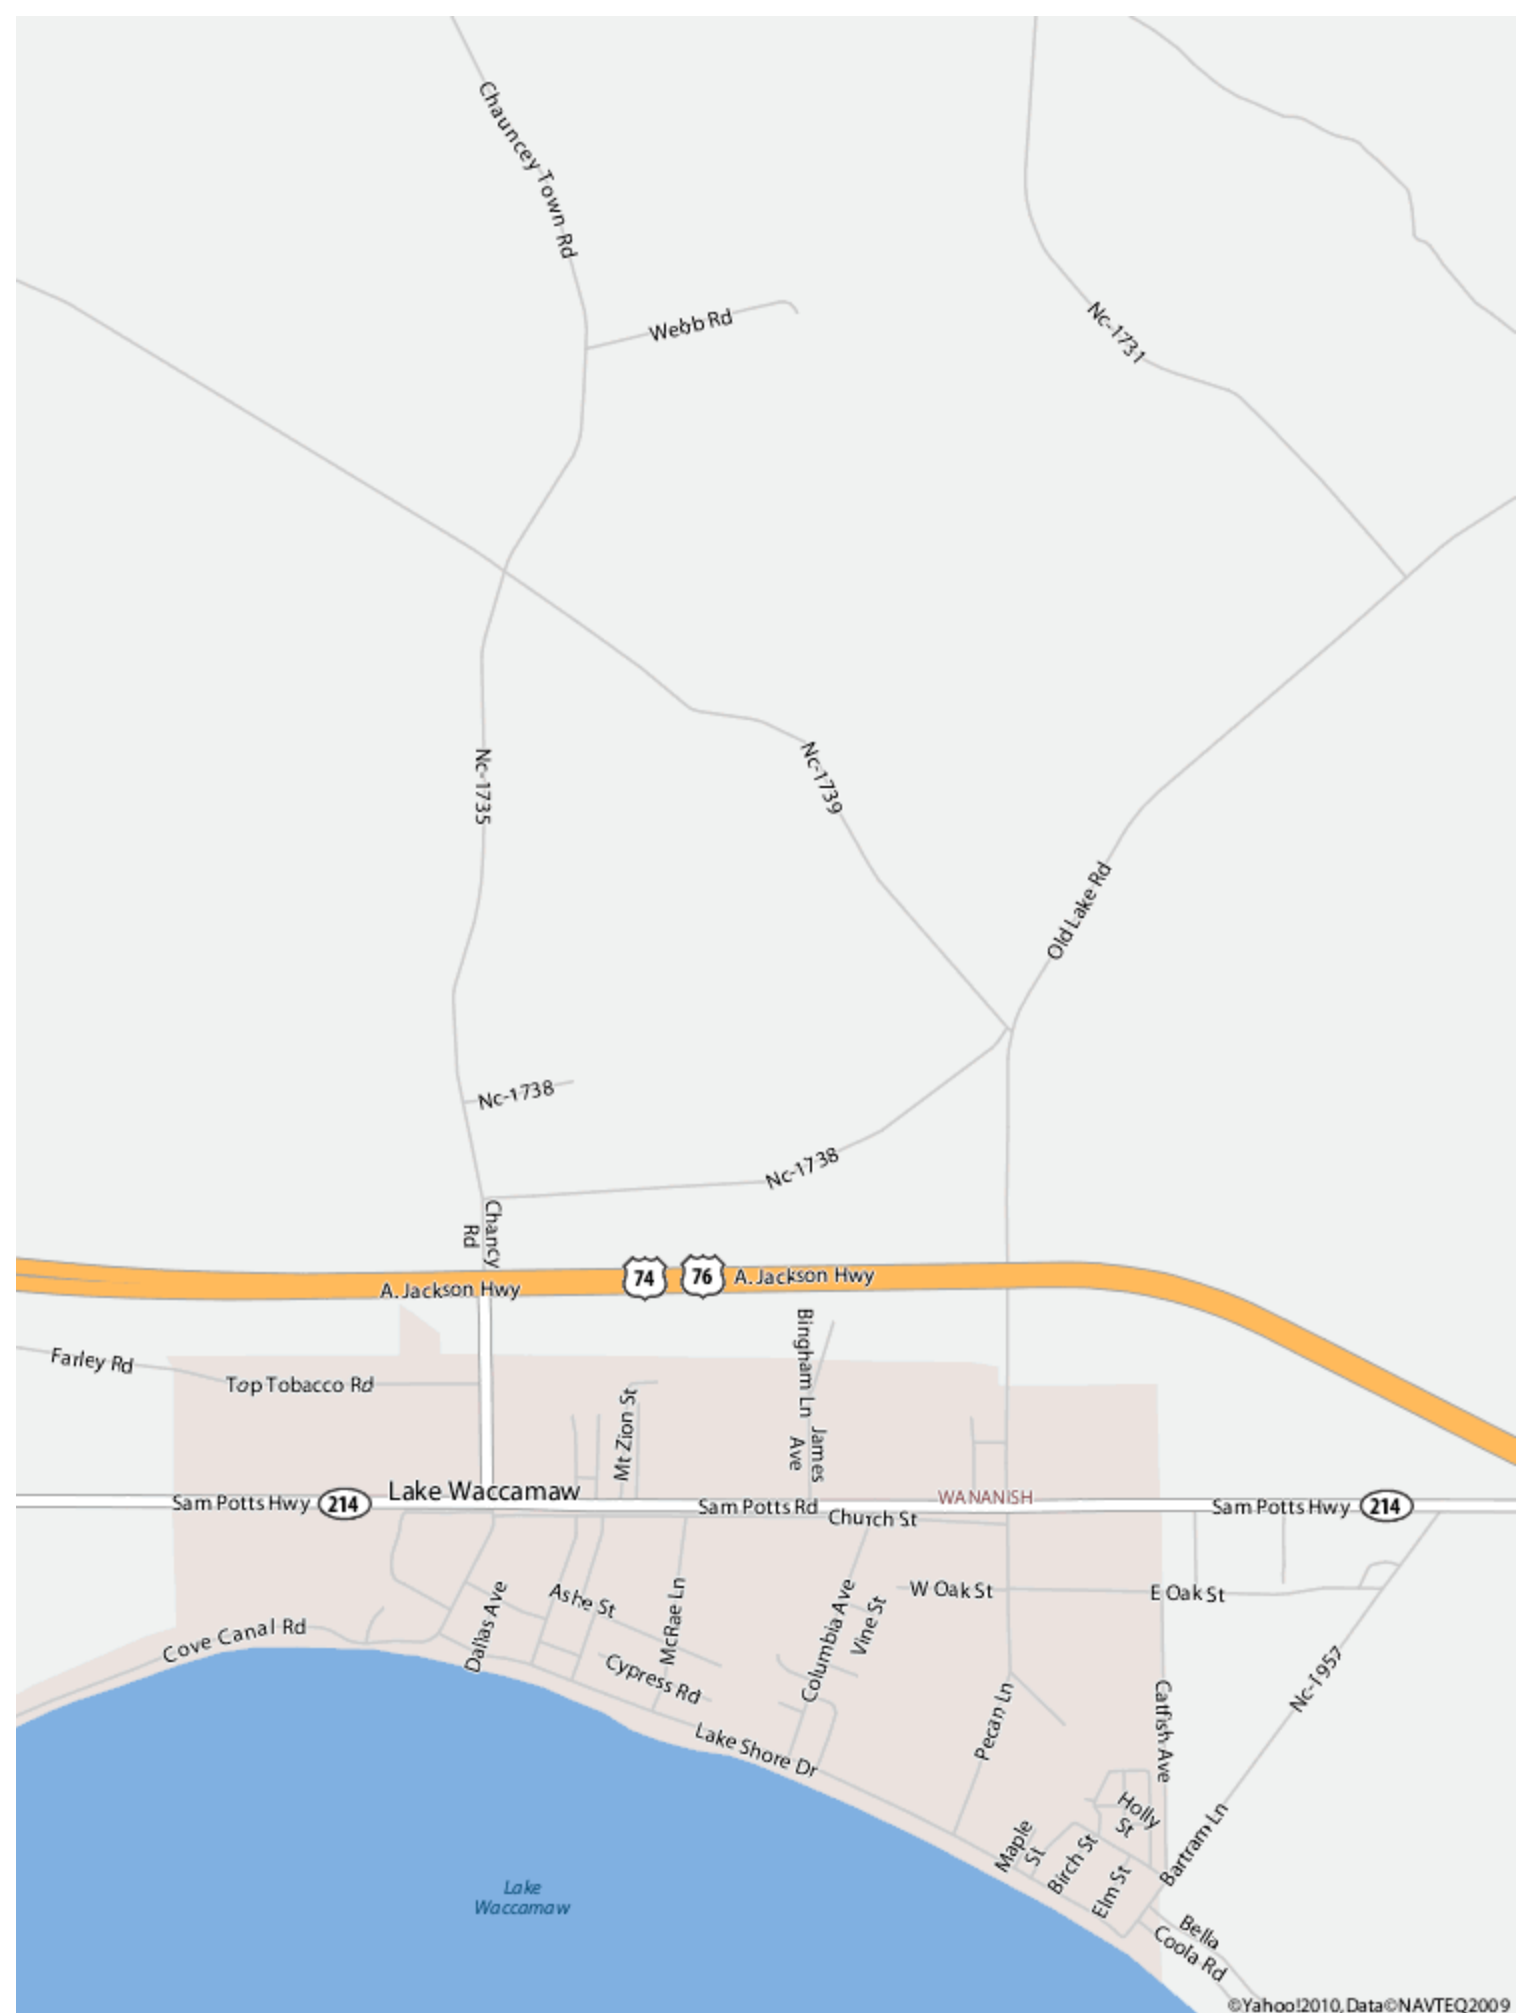 Chauncey Town Rd
Webb Rd
Nc-1731
Nc-1735
Nc-1739
Old Lake Rd
Nc-1738
Nc-1738
Chancy
Rd
A. Jackson Hwy
74
76
A. Jackson Hwy
Farley Rd
Top Tobacco Rd
Mt Zion St
Bingham Ln
James
Ave
Sam Potts Hwy
214
Lake Waccamaw
Sam Potts Rd
WANANISH
Church St
Sam Potts Hwy
214
Ashe St
W Oak St
E Oak St
Cove Canal Rd
Dallas Ave
McRae Ln
Columbia Ave
Vine St
Cypress Rd
Nc-1957
Lake Shore Dr
Pecan Ln
Catfish Ave
Holly
St
Maple
St
Birch St
Elm St
Bartram Ln
Lake
Waccamaw
Bella
Coola Rd
©Yahoo!2010, Data©NAVTEQ2009